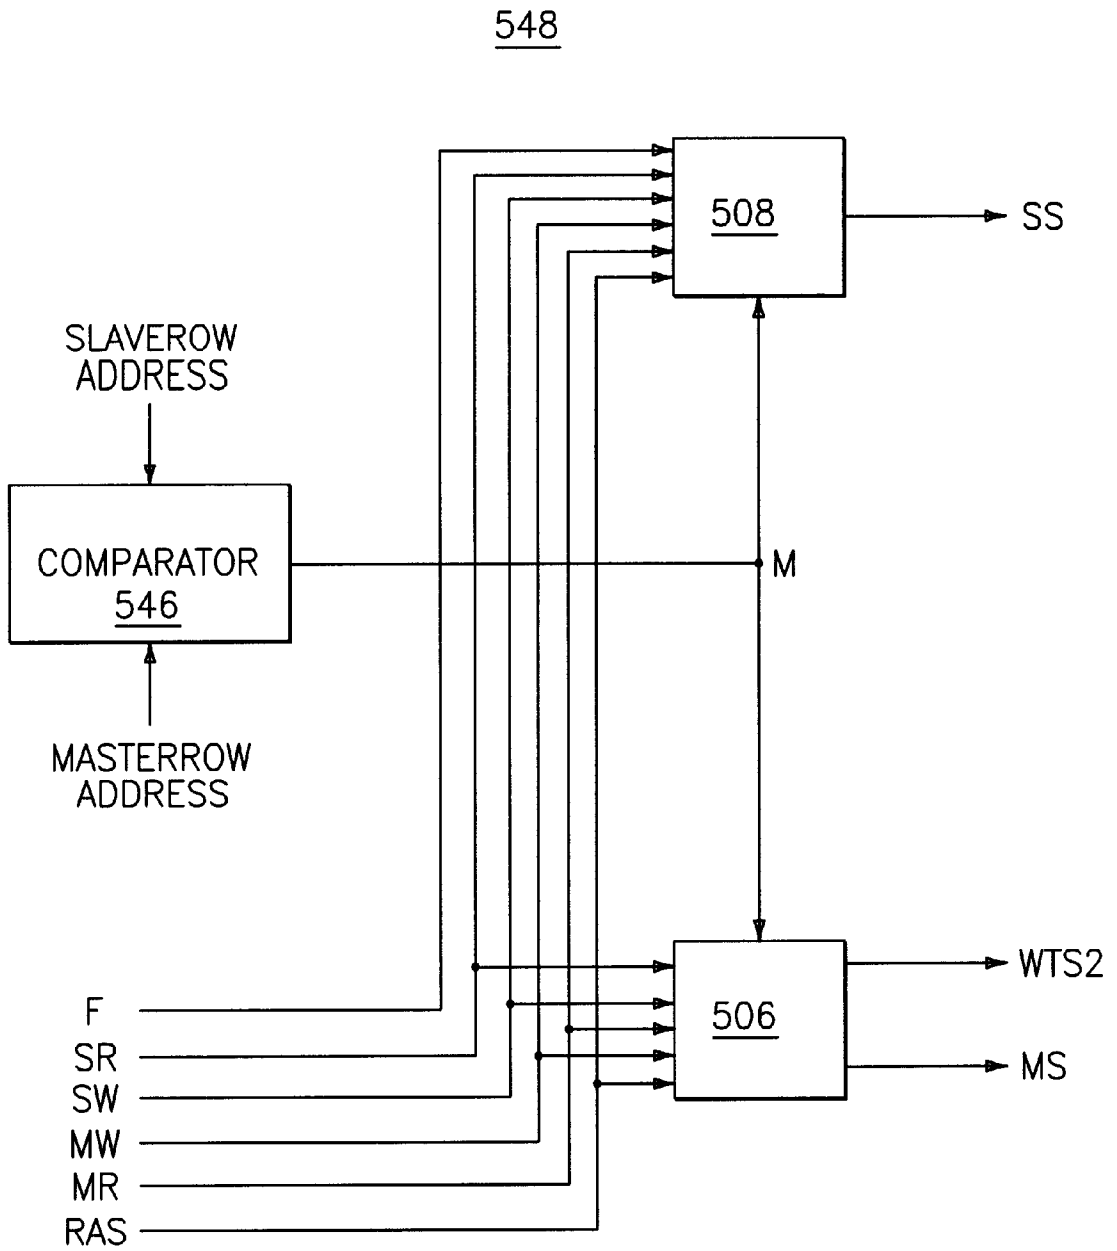 548
508
SS
SLAVEROW
ADDRESS
COMPARATOR
546
M
MASTERROW
ADDRESS
WTS2
506
MS
F
SR
SW
MW
MR
RAS